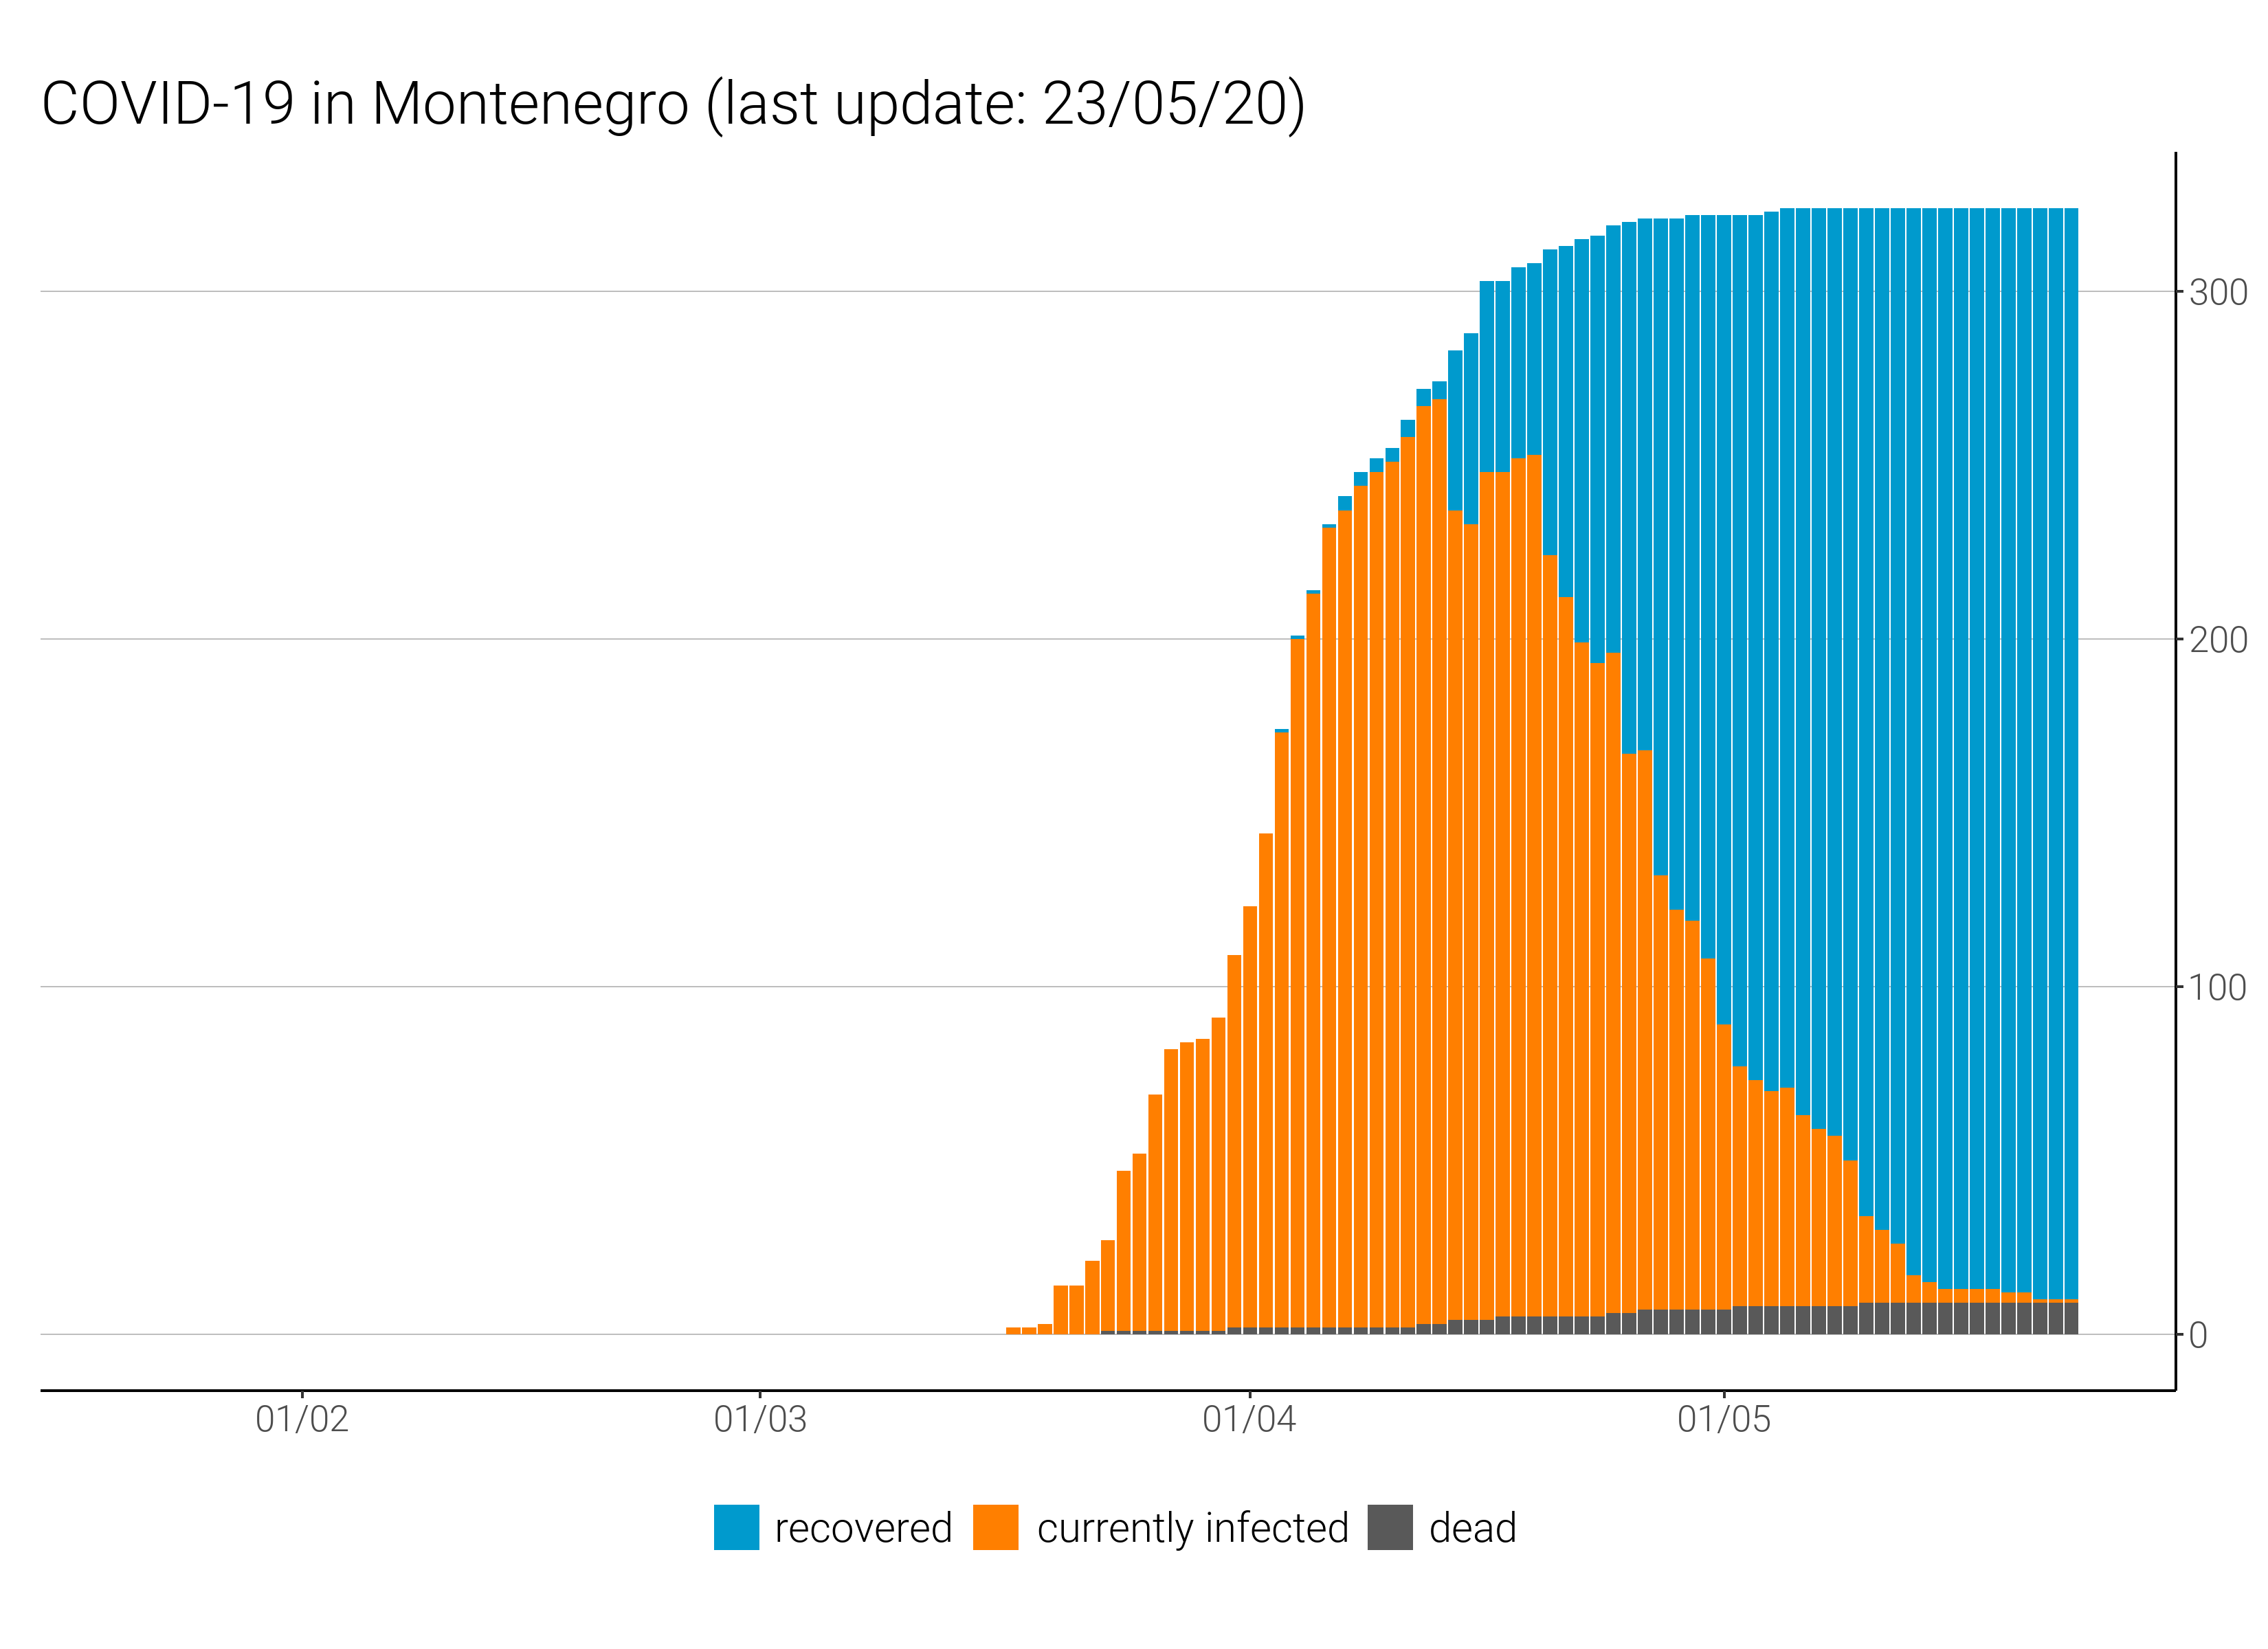 COVID-19 in Montenegro (last update: 23/05/20)
300
200
100
0
01/02 01/03 01/04 01/05
recovered currently infected dead